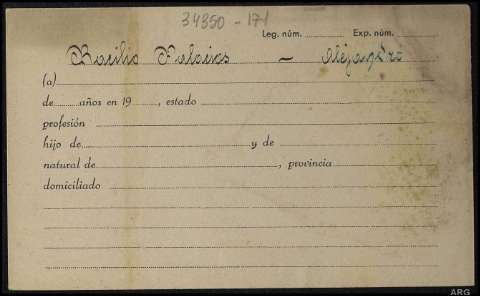 34350 - 171
Leg. núm. Exp. núm.
Basilio Palacios - Alejandro
(a)
de años en 19 , estado
profesión
hijo de y de
natural de , provincia
domiciliado
ARG